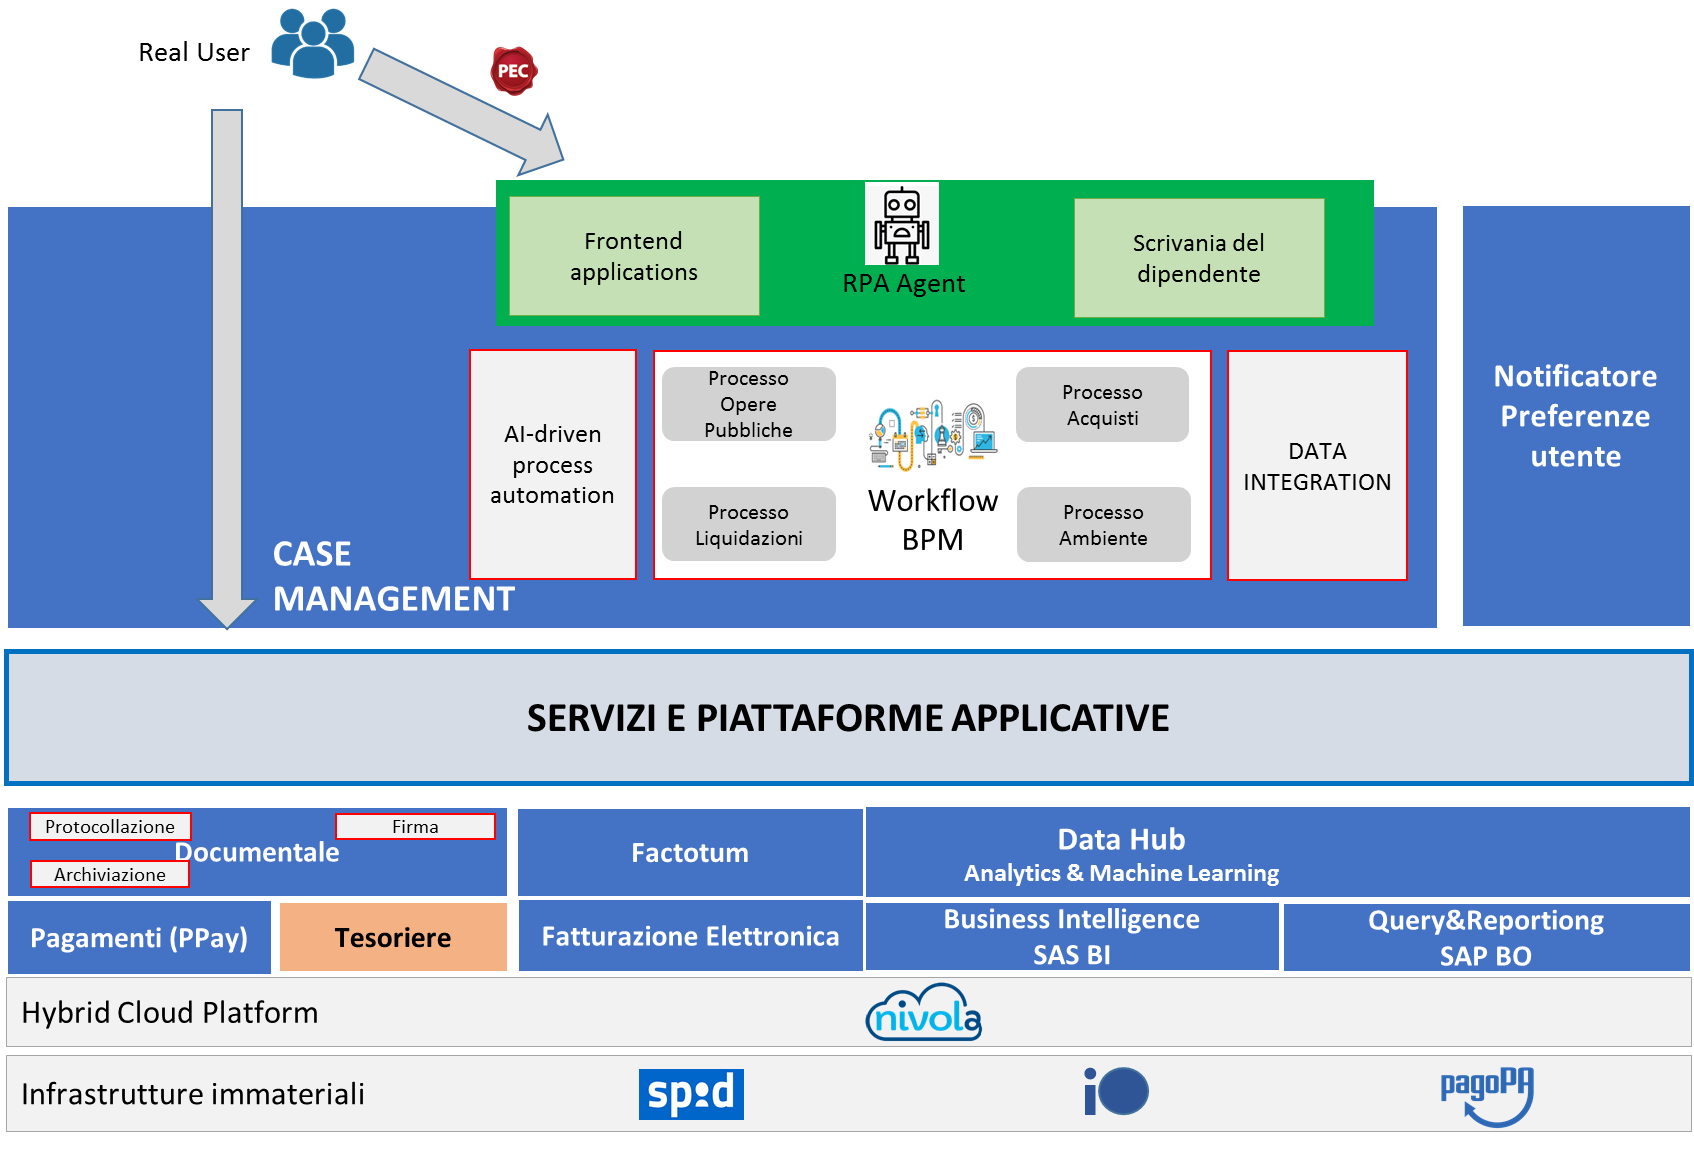 Real User
PEC
Frontend
applications
RPA Agent
Scrivania del
dipendente
AI-driven
process
automation
Processo
Opere
Pubbliche
Processo
Acquisti
Workflow
BPM
Processo
Liquidazioni
Processo
Ambiente
DATA
INTEGRATION
CASE
MANAGEMENT
Notificatore
Preferenze
utente
SERVIZI E PIATTAFORME APPLICATIVE
Protocollazione
Firma
Documentale
Archiviazione
Factotum
Data Hub
Analytics & Machine Learning
Pagamenti (PPay)
Tesoriere
Fatturazione Elettronica
Business Intelligence
SAS BI
Query&Reportiong
SAP BO
Hybrid Cloud Platform
nivola
Infrastrutture immateriali
spid
iO
pagoPA